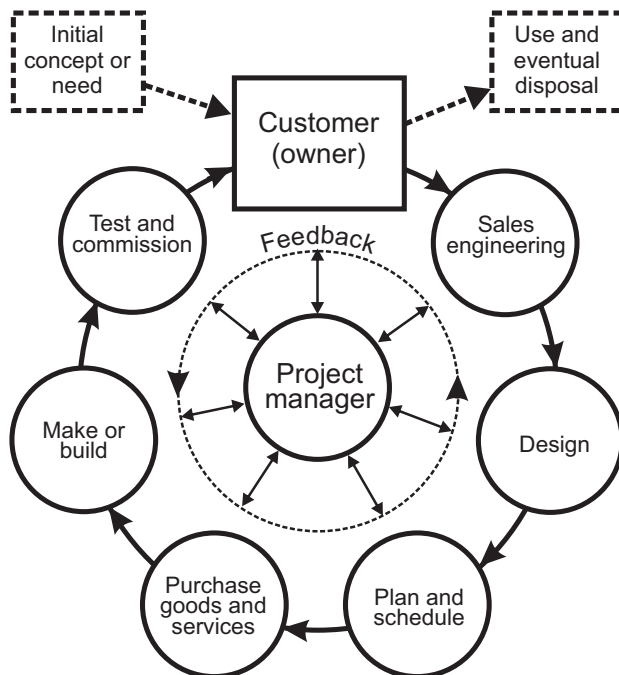 Initial
concept or
need
Use and
eventual
disposal
Customer
(owner)
Test and
commission
Feedback
Sales
engineering
Project
manager
Make or
build
Design
Purchase
goods and
services
Plan and
schedule